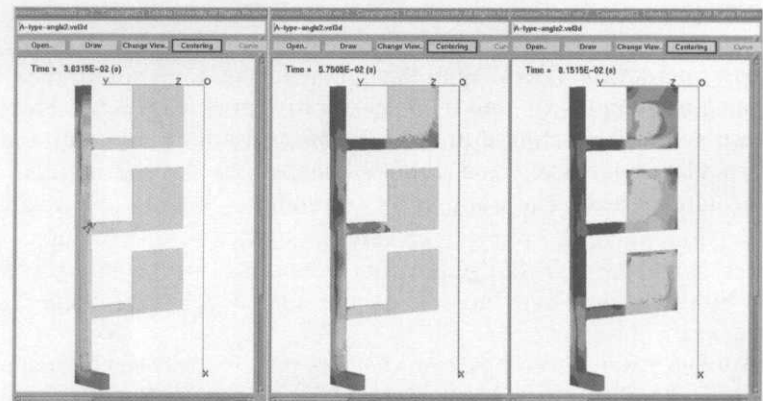 A-type-angle2.vel3d
Open.. Draw Change View.. Centering
Time = 3.8315E-02 (s)
Y Z O
X
A-type-angle2.vel3d
Open.. Draw Change View.. Centering
Time = 5.7505E-02 (s)
Y Z O
X
A-type-angle2.vel3d
Open.. Draw Change View.. Centering Curve
Time = 8.1515E-02 (s)
Y Z O
X